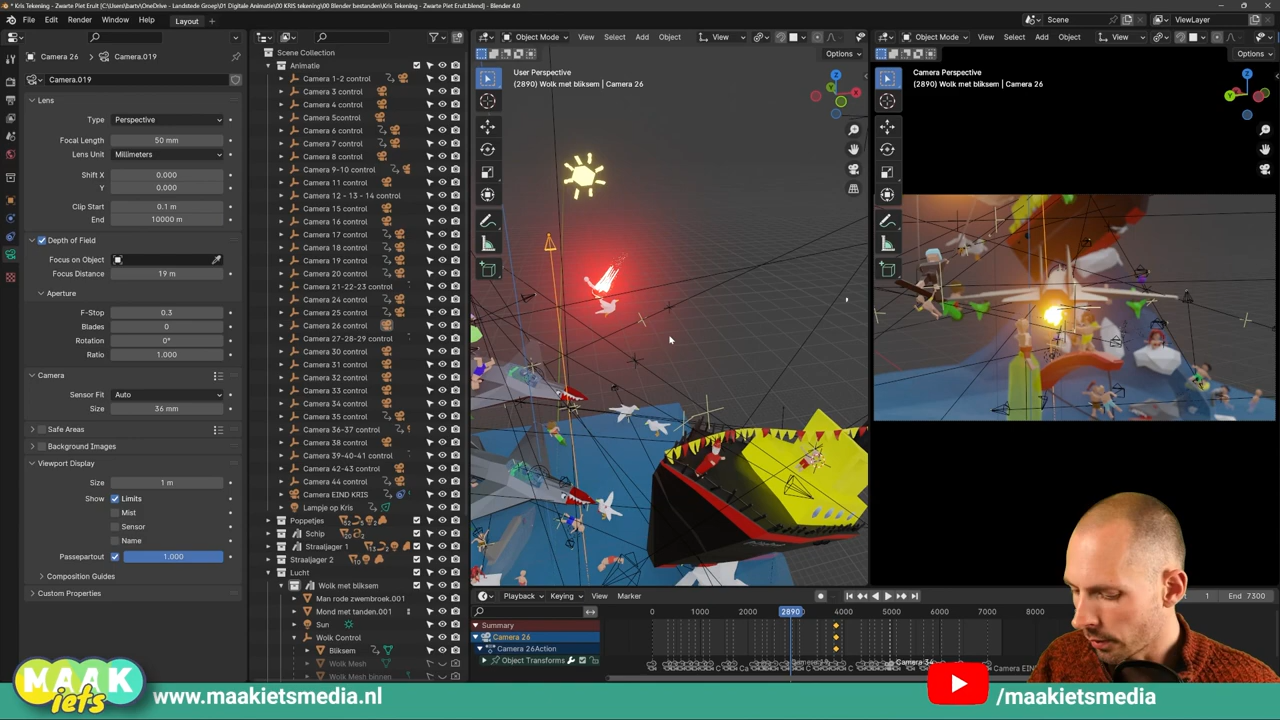 * Kris Tekening [C:\Users\bartv\OneDrive - Landstede Groep\01 Digitale Animatie\00 KRIS tekening\00 Blender bestanden\Kris Tekening - Zwarte Piet Eruit.blend] - Blender 4.0
File Edit Render Window Help Layout Scene ViewLayer
Object Mode View Select Add Object View
Object Mode View Select Add Object View
Camera 26 > Camera.019
Camera.019
Lens
Type Perspective
Focal Length 50 mm
Lens Unit Millimeters
Shift X 0.000
Y 0.000
Clip Start 0.1 m
End 10000 m
Depth of Field
Focus on Object
Focus Distance 19 m
Aperture
F-Stop 0.3
Blades 0
Rotation 0°
Ratio 1.000
Camera
Sensor Fit Auto
Size 36 mm
Safe Areas
Background Images
Viewport Display
Size 1 m
Show Limits
Mist
Sensor
Name
Passepartout 1.000
Composition Guides
Custom Properties
Scene Collection
Animatie
Camera 1-2 control
Camera 3 control
Camera 4 control
Camera 5control
Camera 6 control
Camera 7 control
Camera 8 control
Camera 9-10 control
Camera 11 control
Camera 12 - 13 - 14 control
Camera 15 control
Camera 16 control
Camera 17 control
Camera 18 control
Camera 19 control
Camera 20 control
Camera 21-22-23 control
Camera 24 control
Camera 25 control
Camera 26 control
Camera 27-28-29 control
Camera 30 control
Camera 31 control
Camera 32 control
Camera 33 control
Camera 34 control
Camera 35 control
Camera 36-37 control
Camera 38 control
Camera 39-40-41 control
Camera 42-43 control
Camera 44 control
Camera EIND KRIS
Lampje op Kris
Poppetjes
Schip
Straaljager 1
Straaljager 2
Lucht
Wolk met bliksem
Man rode zwembroek.001
Mond met tanden.001
Sun
Wolk Control
Bliksem
Wolk Mesh
Wolk Mesh binnen
Options
User Perspective
(2890) Wolk met bliksem | Camera 26
Options
Camera Perspective
(2890) Wolk met bliksem | Camera 26
Playback Keying View Marker
1 End 7300
0 1000 2000 2890 4000 5000 6000 7000 8000
Summary
Camera 26
Camera 26Action
Object Transforms
Camera 34
Camera EIN
MAAK
iets
www.maakietsmedia.nl
/maakietsmedia